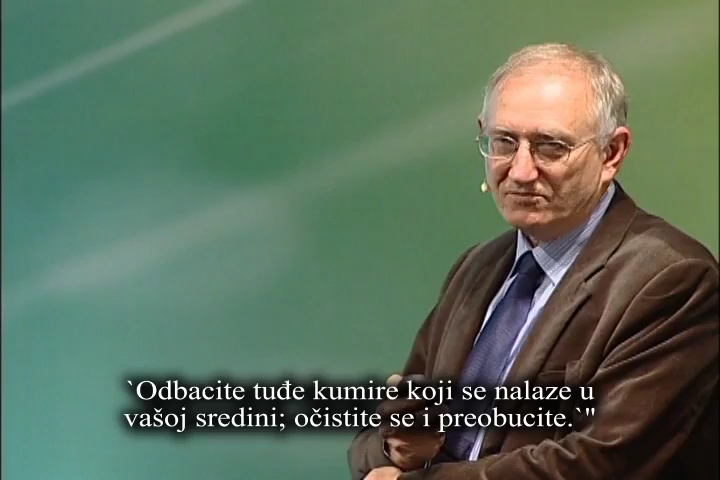 `Odbacite tuđe kumire koji se nalaze u
vašoj sredini; očistite se i preobucite.`"